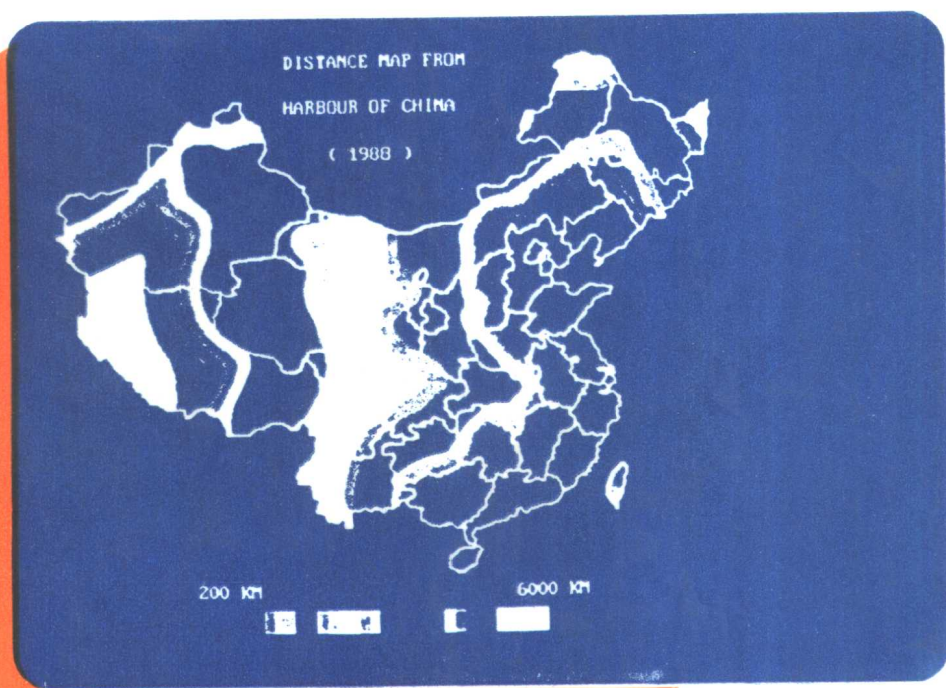 DISTANCE MAP FROM
HARBOUR OF CHINA
( 1988 )
200 KM
6000 KM